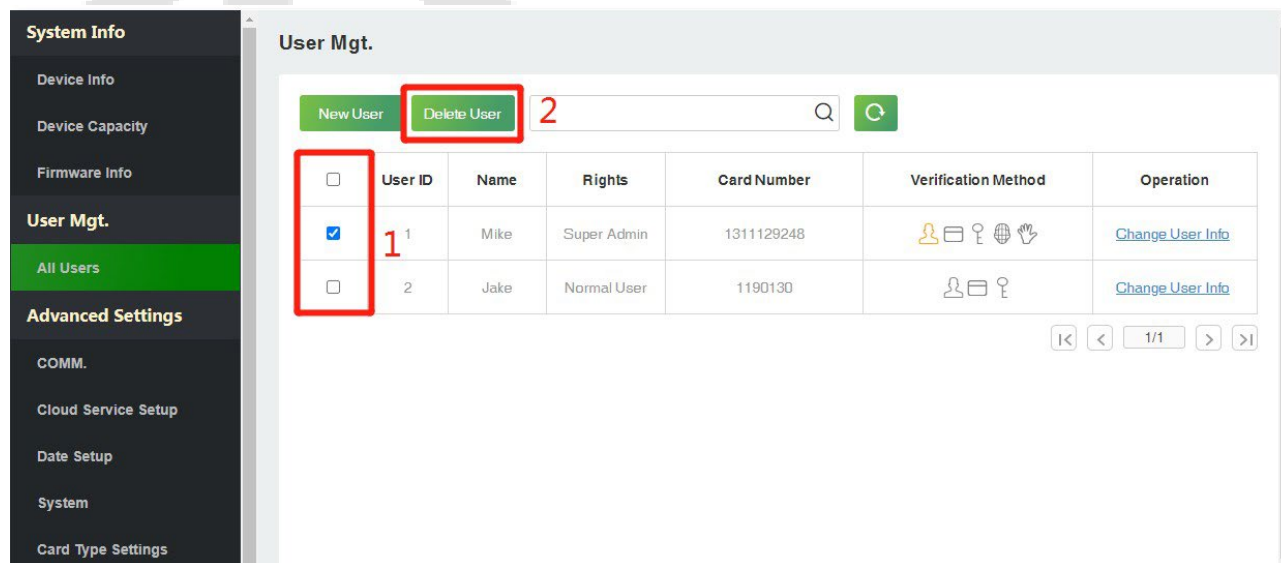 System Info
Device Info
Device Capacity
Firmware Info
User Mgt.
All Users
Advanced Settings
COMM.
Cloud Service Setup
Date Setup
System
Card Type Settings
User Mgt.
New User Delete User 2
User ID Name Rights Card Number Verification Method Operation
1 1 Mike Super Admin 1311129248 Change User Info
2 Jake Normal User 1190130 Change User Info
1/1